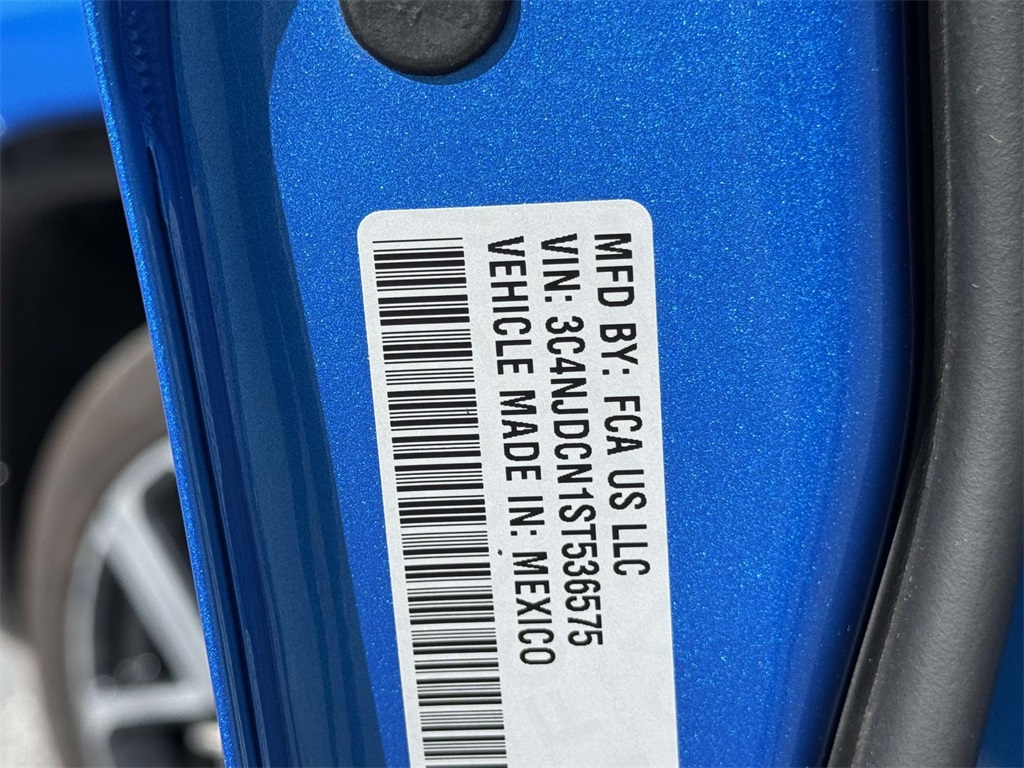 MFD BY: FCA US LLC
VIN: 3C4NJDCN1ST536575
VEHICLE MADE IN: MEXICO